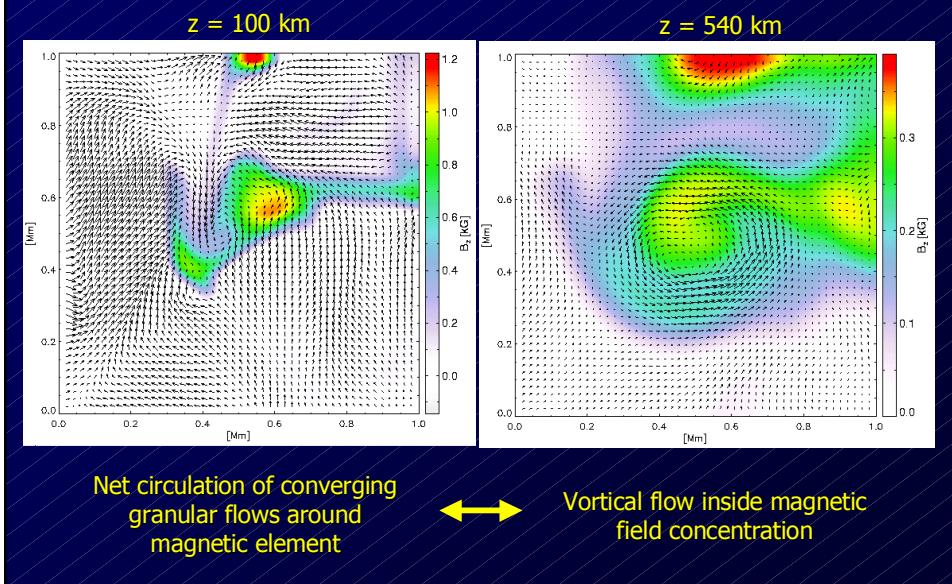 z = 100 km
z = 540 km
1.0
0.8
0.6
0.4
0.2
0.0
[Mm]
0.0 0.2 0.4 0.6 0.8 1.0
[Mm]
1.2
1.0
0.8
0.6
0.4
0.2
0.0
B_z [kG]
1.0
0.8
0.6
0.4
0.2
0.0
[Mm]
0.0 0.2 0.4 0.6 0.8 1.0
[Mm]
0.3
0.2
0.1
0.0
B_z [kG]
Net circulation of converging
granular flows around
magnetic element
Vortical flow inside magnetic
field concentration